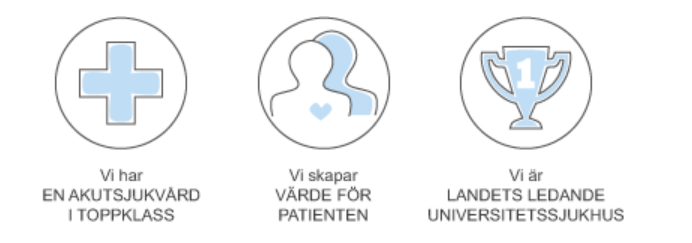 1
Vi har
EN AKUTSJUKVÅRD
I TOPPKLASS
Vi skapar
VÄRDE FÖR
PATIENTEN
Vi är
LANDETS LEDANDE
UNIVERSITETSSJUKHUS